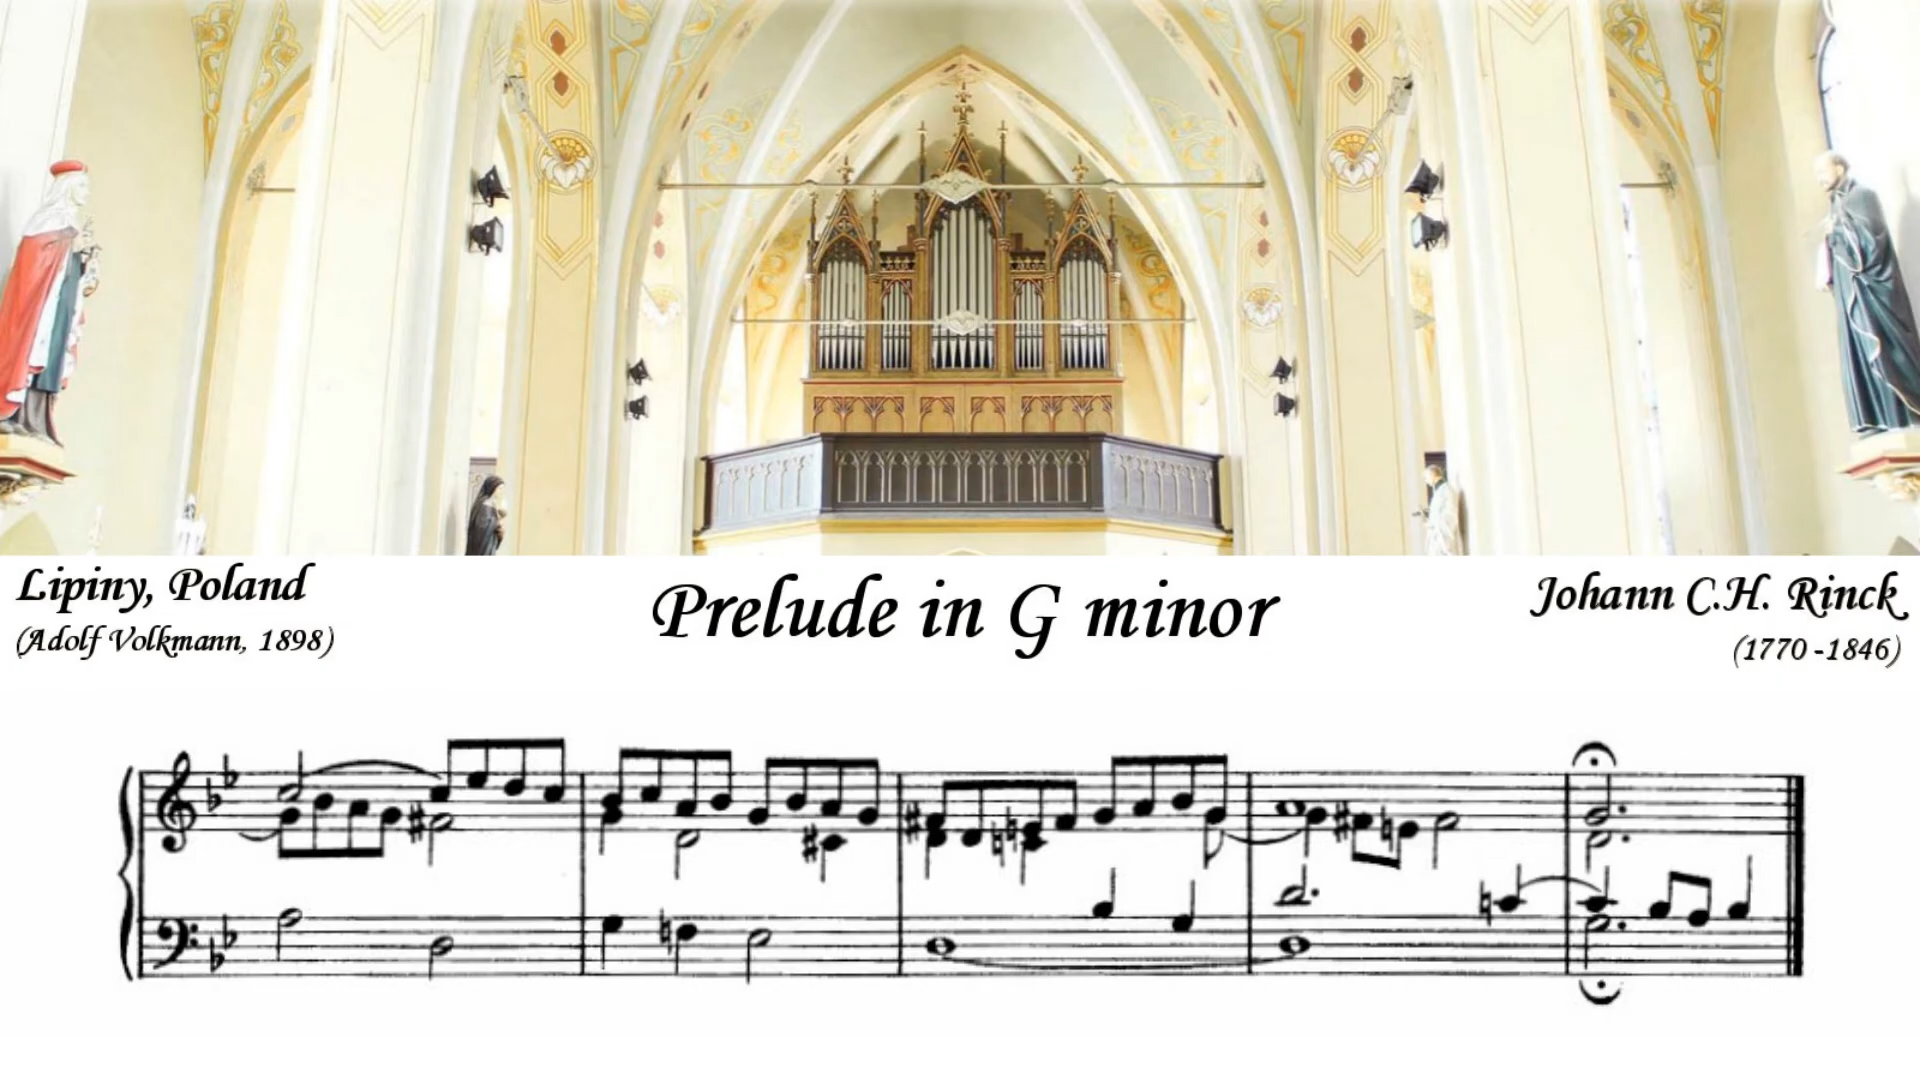 Lipiny, Poland
(Adolf Volkmann, 1898)
Prelude in G minor
Johann C.H. Rinck
(1770 -1846)